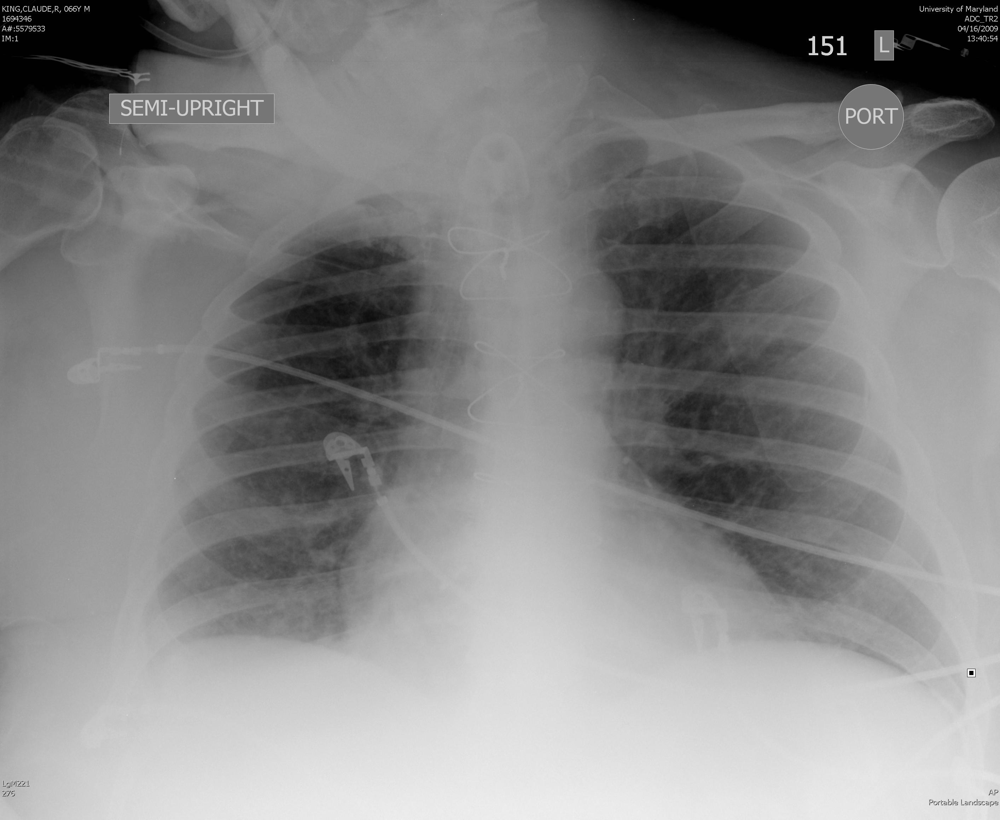 KING,CLAUDE,R, 066Y M
1694346
A#:5579533
IM:1
University of Maryland
ADC_TR2
04/16/2009
13:40:54
151
L
SEMI-UPRIGHT
PORT
LgM221
276
AP
Portable Landscape